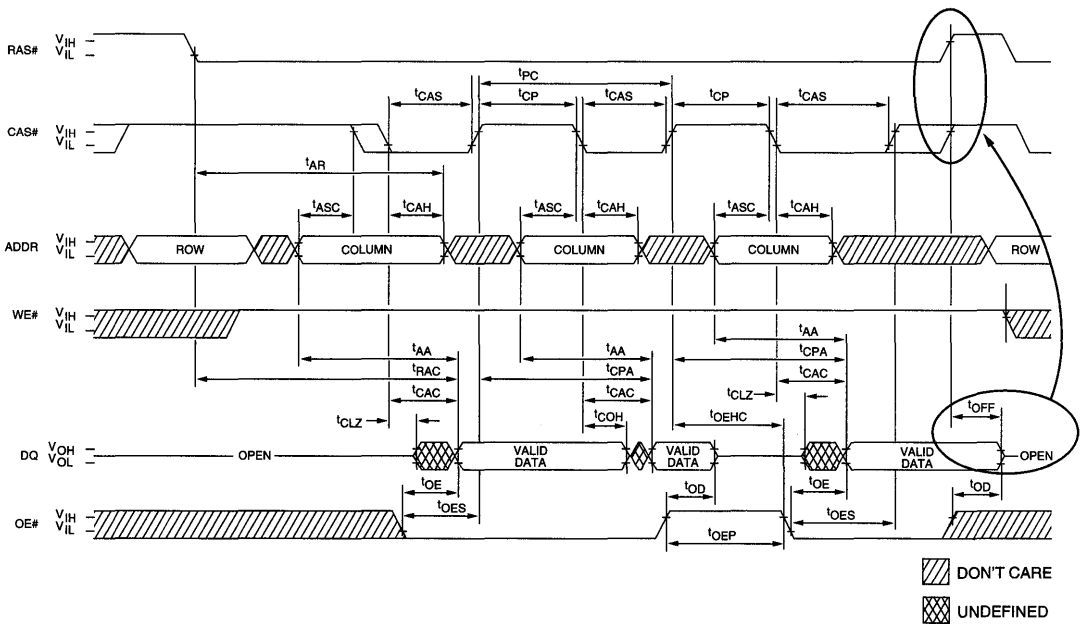 RAS# VIH
VIL
tPC
tCAS tCP tCAS tCP tCAS
CAS# VIH
VIL
tAR
tASC tCAH tASC tCAH tASC tCAH
ADDR VIH
VIL
ROW COLUMN COLUMN COLUMN ROW
WE# VIH
VIL
tAA tAA tAA
tRAC tCPA tCPA
tCAC tCAC tCAC
tCLZ tCOH tOEHC tCLZ tOFF
DQ VOH
VOL
OPEN VALID DATA VALID DATA VALID DATA OPEN
tOE tOD tOE tOD
tOES tOES
OE# VIH
VIL
tOEP
DON'T CARE
UNDEFINED